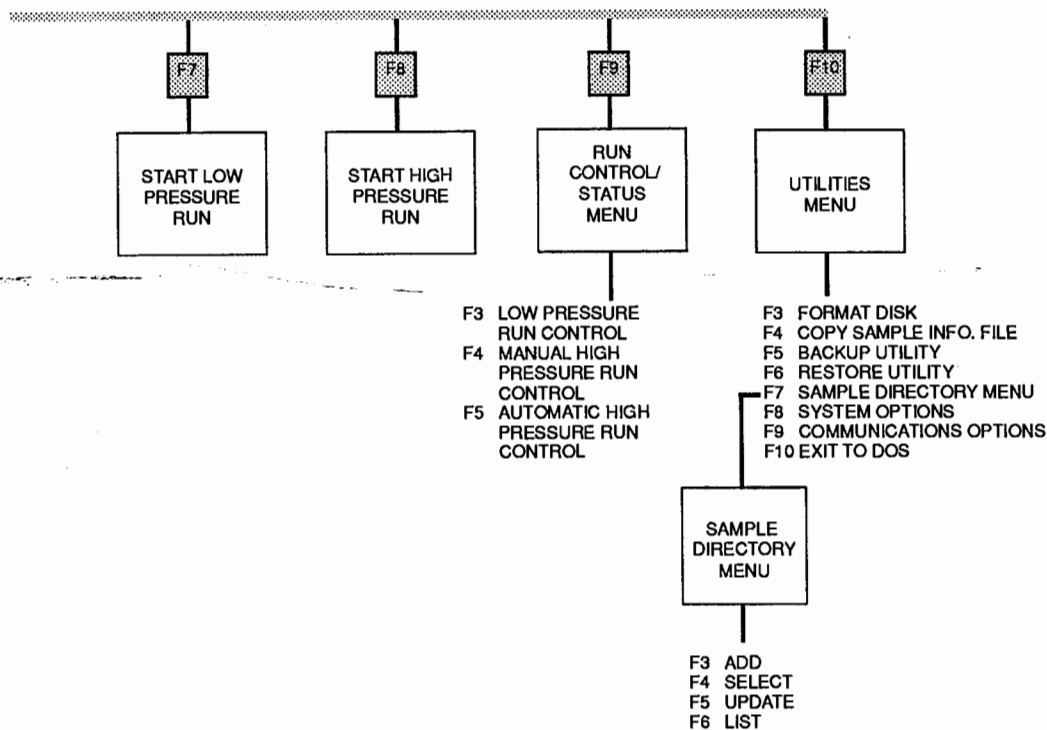 F7
F8
F9
F10
START LOW
PRESSURE
RUN
START HIGH
PRESSURE
RUN
RUN
CONTROL/
STATUS
MENU
UTILITIES
MENU
F3 LOW PRESSURE
RUN CONTROL
F4 MANUAL HIGH
PRESSURE RUN
CONTROL
F5 AUTOMATIC HIGH
PRESSURE RUN
CONTROL
F3 FORMAT DISK
F4 COPY SAMPLE INFO. FILE
F5 BACKUP UTILITY
F6 RESTORE UTILITY
F7 SAMPLE DIRECTORY MENU
F8 SYSTEM OPTIONS
F9 COMMUNICATIONS OPTIONS
F10 EXIT TO DOS
SAMPLE
DIRECTORY
MENU
F3 ADD
F4 SELECT
F5 UPDATE
F6 LIST